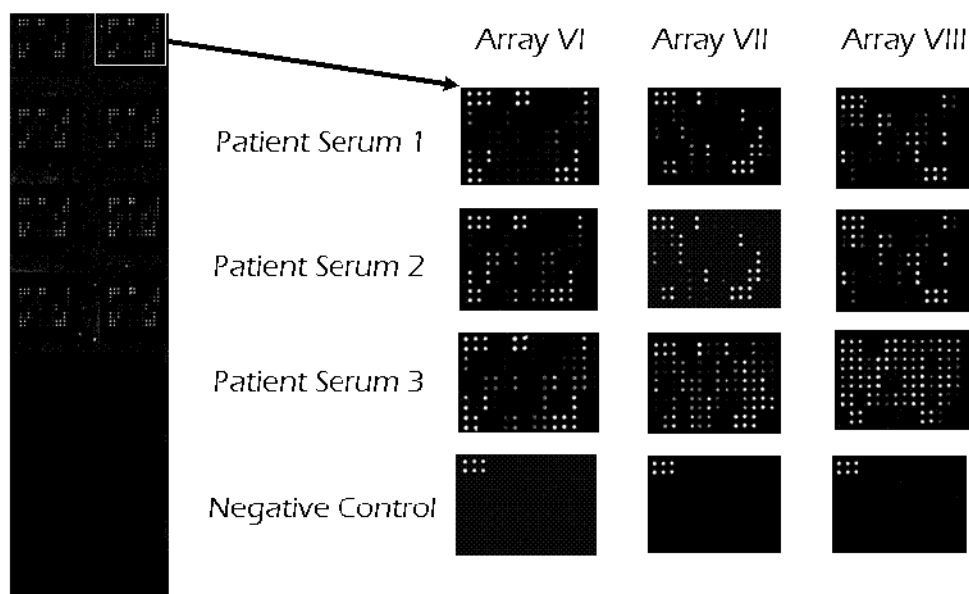 Array VI
Array VII
Array VIII
Patient Serum 1
Patient Serum 2
Patient Serum 3
Negative Control